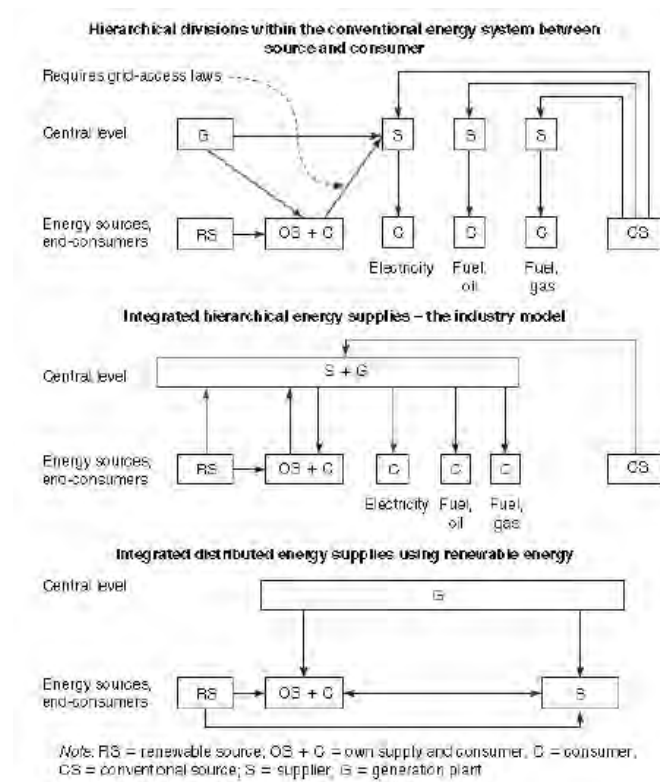 Hierarchical divisions within the conventional energy system between
source and consumer
Requires grid-access laws
Central level
G
S
S
S
Energy sources,
end-consumers
RS
OS + C
C
C
C
CS
Electricity
Fuel,
oil
Fuel,
gas
Integrated hierarchical energy supplies – the industry model
Central level
S + G
Energy sources,
end-consumers
RS
OS + C
C
C
C
CS
Electricity
Fuel,
oil
Fuel,
gas
Integrated distributed energy supplies using renewable energy
Central level
G
Energy sources,
end-consumers
RS
OS + C
S
Note: RS = renewable source; OS + C = own supply and consumer; C = consumer;
CS = conventional source; S = supplier; G = generation plant